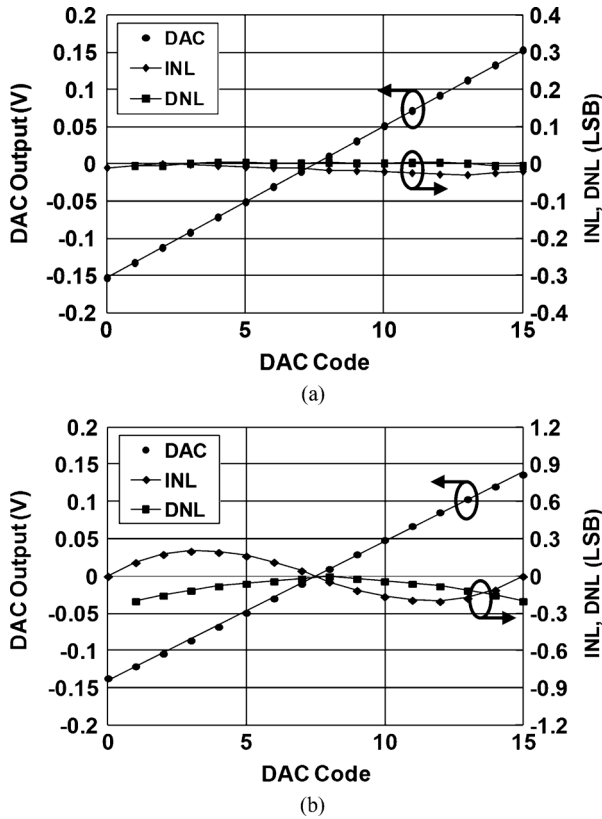 0.2
0.15
0.1
0.05
0
-0.05
-0.1
-0.15
-0.2
DAC Output (V)
DAC
INL
DNL
0.4
0.3
0.2
0.1
0
-0.1
-0.2
-0.3
-0.4
INL, DNL (LSB)
0 5 10 15
DAC Code
(a)
0.2
0.15
0.1
0.05
0
-0.05
-0.1
-0.15
-0.2
DAC Output (V)
DAC
INL
DNL
1.2
0.9
0.6
0.3
0
-0.3
-0.6
-0.9
-1.2
INL, DNL (LSB)
0 5 10 15
DAC Code
(b)